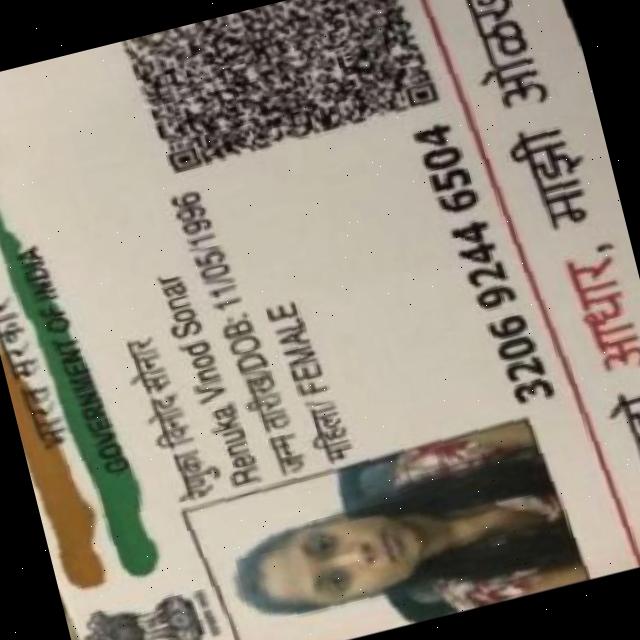 भारत सरकार
GOVERNMENT OF INDIA
रेणुका विनोद सोनार
Renuka Vinod Sonar
जन्म तारीख/DOB: 11/05/1996
महिला/ FEMALE
3206 9244 6504
आधार, माझी ओळख